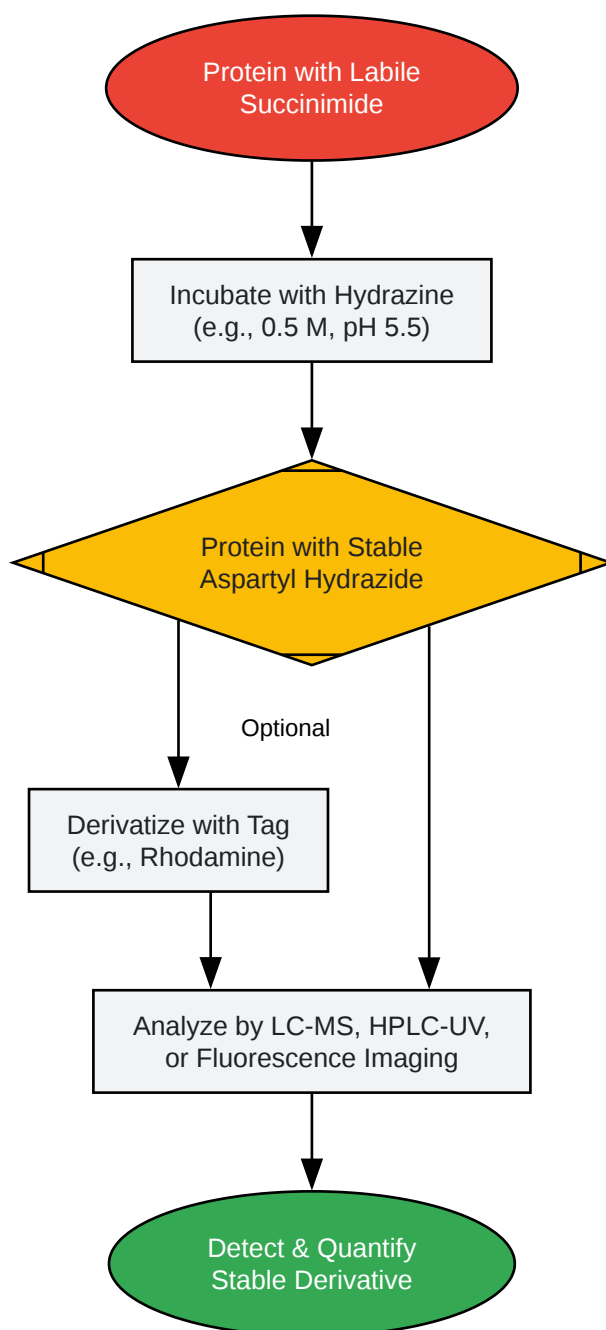 Protein with Labile
Succinimide
Incubate with Hydrazine
(e.g., 0.5 M, pH 5.5)
Protein with Stable
Aspartyl Hydrazide
Optional
Derivatize with Tag
(e.g., Rhodamine)
Analyze by LC-MS, HPLC-UV,
or Fluorescence Imaging
Detect & Quantify
Stable Derivative